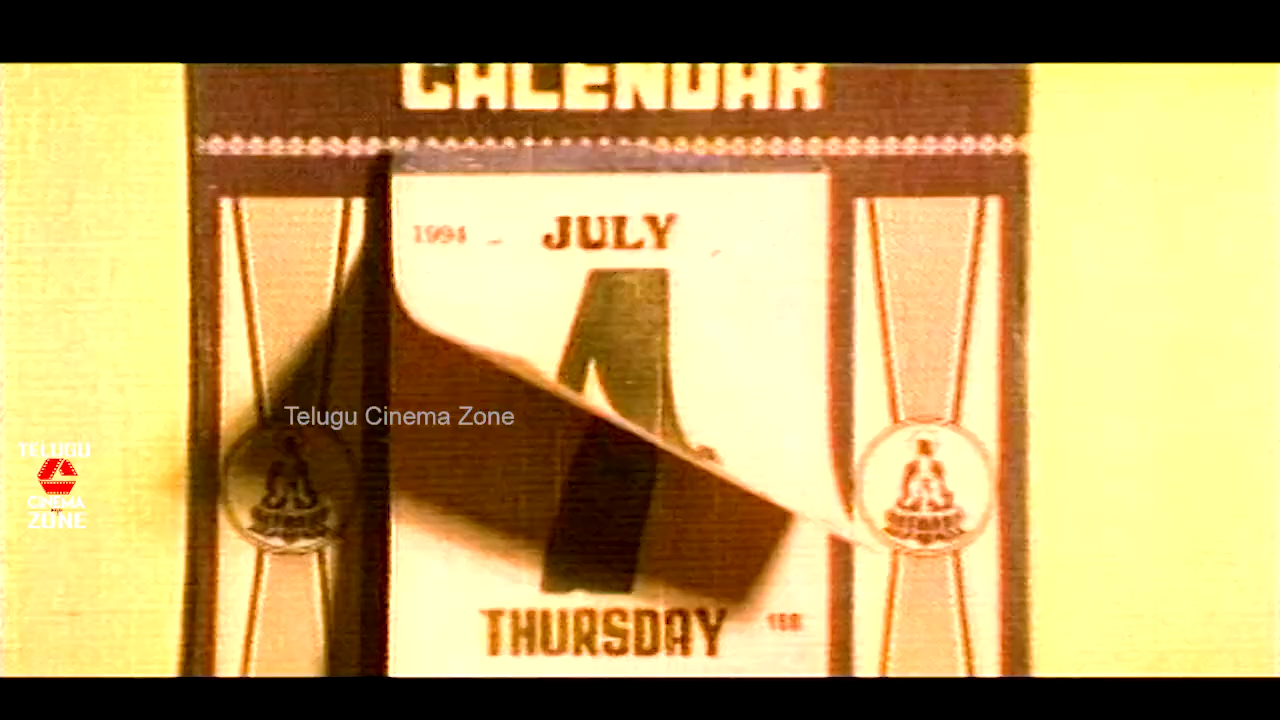 CALENDAR
1994
JULY
Telugu Cinema Zone
TELUGU
CINEMA
ZONE
THURSDAY